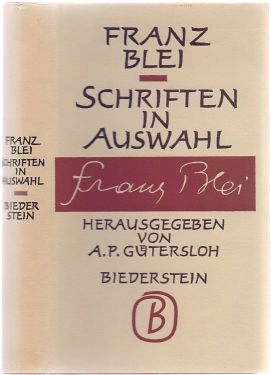 FRANZ
BLEI
SCHRIFTEN
IN
AUSWAHL
FRANZ
BLEI
SCHRIFTEN
IN
AUSWAHL
BIEDER
STEIN
Franz Blei
HERAUSGEGEBEN
VON
A.P. GÜTERSLOH
BIEDERSTEIN
B